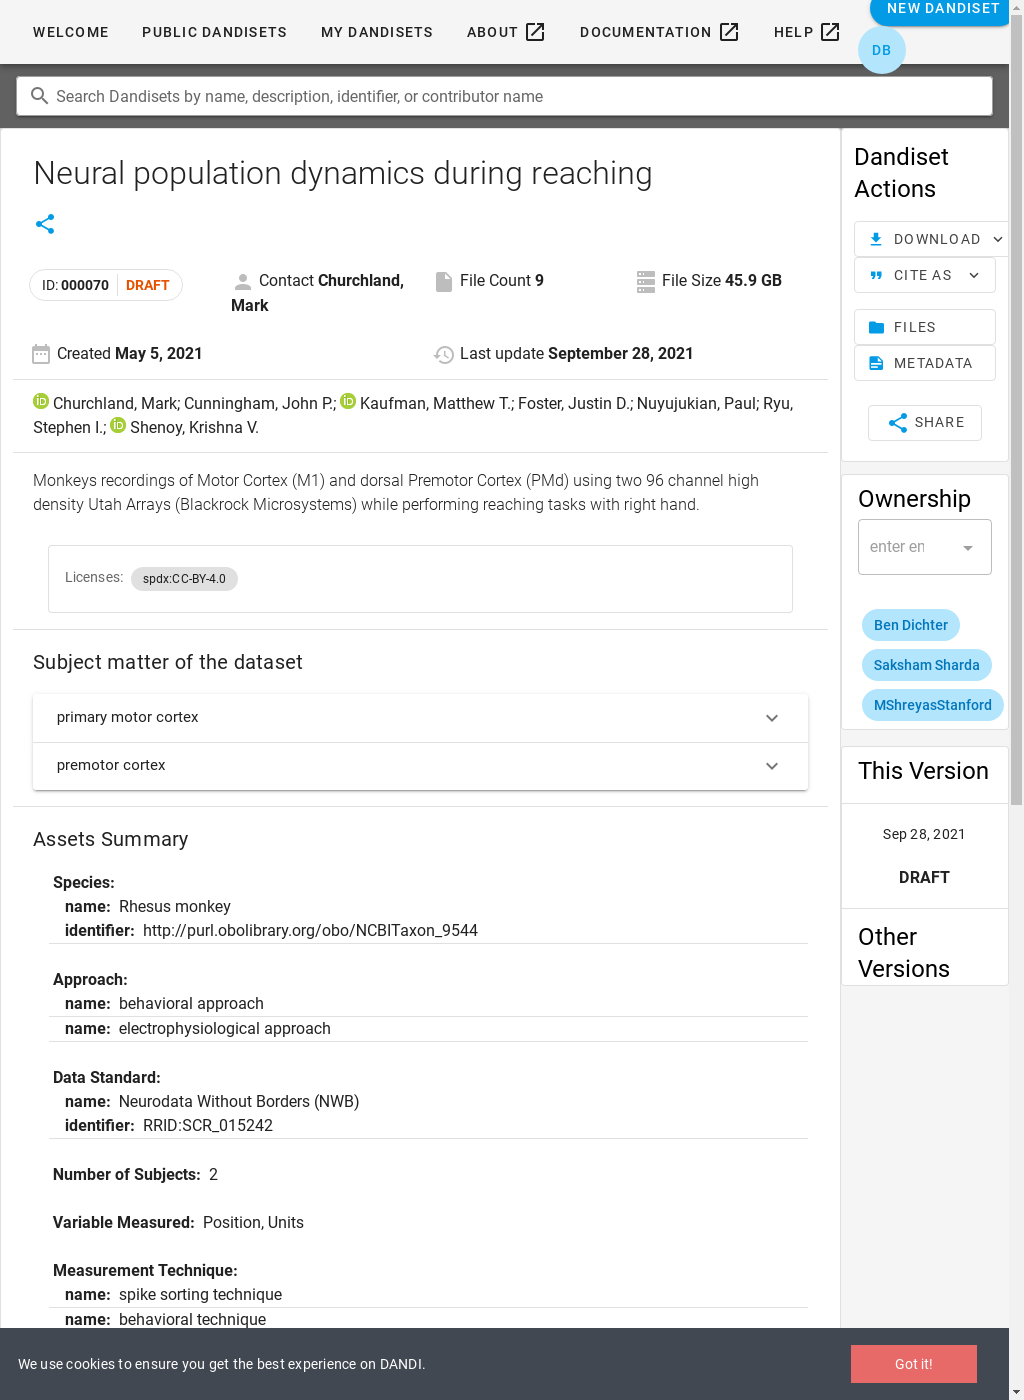 WELCOME PUBLIC DANDISETS MY DANDISETS ABOUT DOCUMENTATION HELP NEW DANDISET
DB
Search Dandisets by name, description, identifier, or contributor name
Neural population dynamics during reaching
ID: 000070 DRAFT
Contact Churchland,
Mark
File Count 9
File Size 45.9 GB
Created May 5, 2021
Last update September 28, 2021
iD Churchland, Mark; Cunningham, John P.; iD Kaufman, Matthew T.; Foster, Justin D.; Nuyujukian, Paul; Ryu,
Stephen I.; iD Shenoy, Krishna V.
Monkeys recordings of Motor Cortex (M1) and dorsal Premotor Cortex (PMd) using two 96 channel high
density Utah Arrays (Blackrock Microsystems) while performing reaching tasks with right hand.
Licenses: spdx:CC-BY-4.0
Subject matter of the dataset
primary motor cortex
premotor cortex
Assets Summary
Species:
name: Rhesus monkey
identifier: http://purl.obolibrary.org/obo/NCBITaxon_9544
Approach:
name: behavioral approach
name: electrophysiological approach
Data Standard:
name: Neurodata Without Borders (NWB)
identifier: RRID:SCR_015242
Number of Subjects: 2
Variable Measured: Position, Units
Measurement Technique:
name: spike sorting technique
name: behavioral technique
Dandiset
Actions
DOWNLOAD
CITE AS
FILES
METADATA
SHARE
Ownership
enter en
Ben Dichter
Saksham Sharda
MShreyasStanford
This Version
Sep 28, 2021
DRAFT
Other
Versions
We use cookies to ensure you get the best experience on DANDI.
Got it!